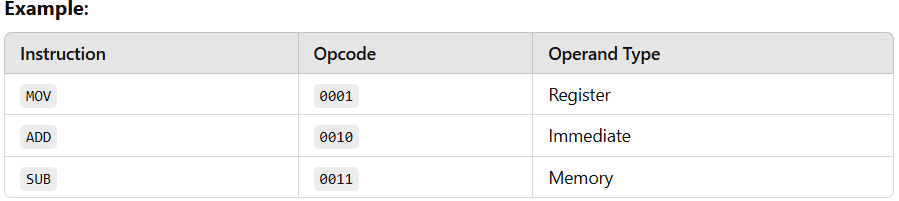 Example:
Instruction Opcode Operand Type
MOV 0001 Register
ADD 0010 Immediate
SUB 0011 Memory